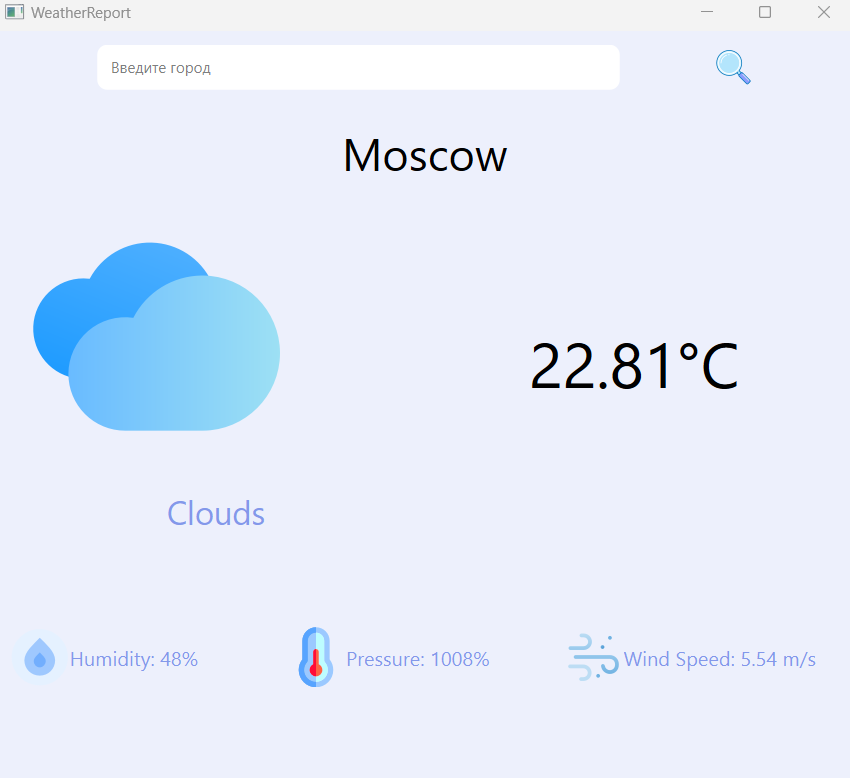 WeatherReport
Введите город
Moscow
22.81°C
Clouds
Humidity: 48%
Pressure: 1008%
Wind Speed: 5.54 m/s